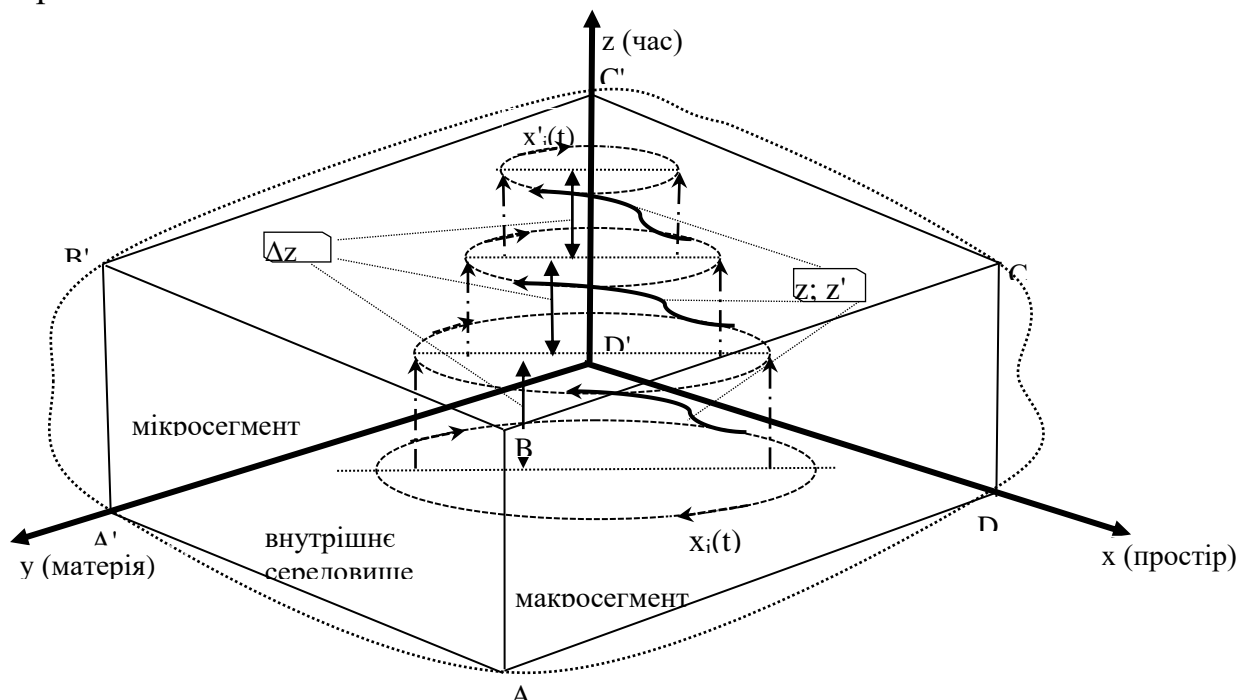 z (час)
C'
x'ᵢ(t)
B'
Δz
C
z; z'
D'
мікросегмент
B
A'
D
внутрішнє
середовище
xᵢ(t)
y (матерія)
x (простір)
макросегмент
A